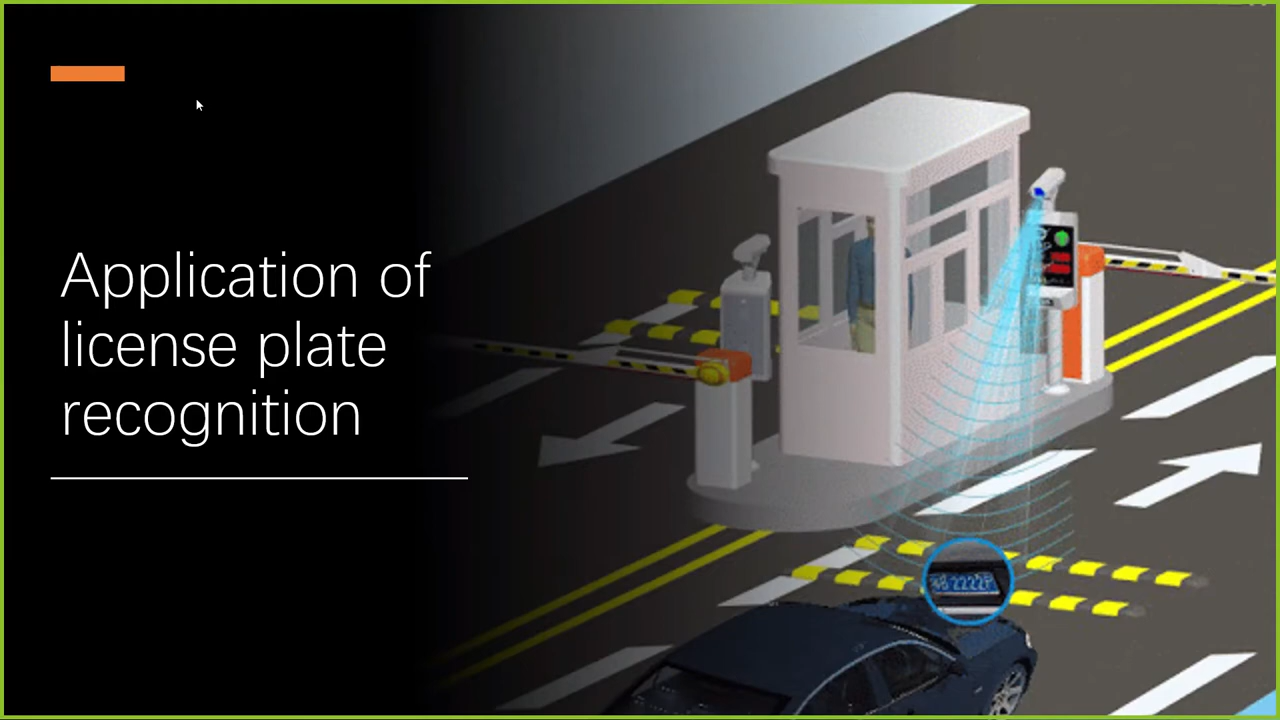 Application of
license plate
recognition